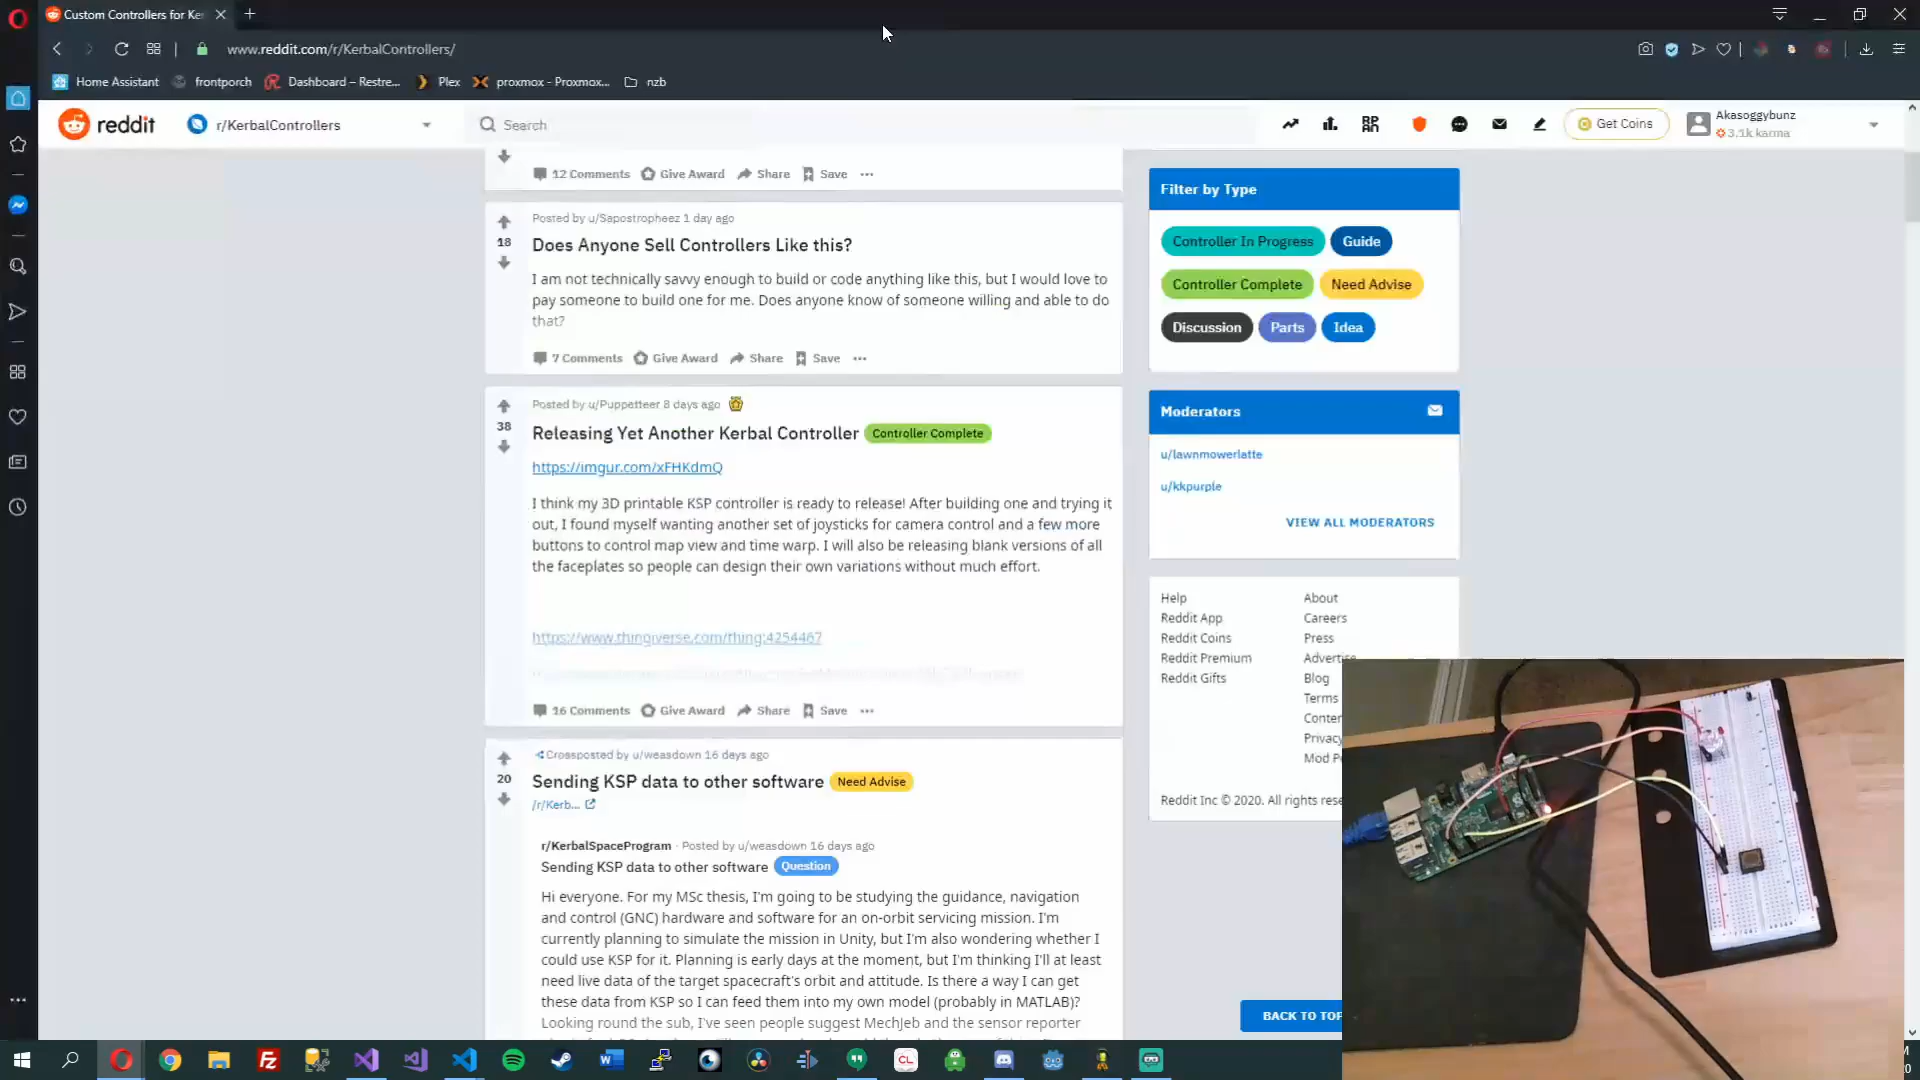 Custom Controllers for Ke
www.reddit.com/r/KerbalControllers/
Home Assistant
frontporch
Dashboard – Restre...
Plex
proxmox - Proxmox...
nzb
reddit
r/KerbalControllers
Search
Get Coins
Akasoggybunz
3.1k karma
12 Comments Give Award Share Save
Posted by u/Sapostropheez 1 day ago
18
Does Anyone Sell Controllers Like this?
I am not technically savvy enough to build or code anything like this, but I would love to
pay someone to build one for me. Does anyone know of someone willing and able to do
that?
7 Comments Give Award Share Save
Posted by u/Puppetteer 8 days ago
38
Releasing Yet Another Kerbal Controller Controller Complete
https://imgur.com/xFHKdmQ
I think my 3D printable KSP controller is ready to release! After building one and trying it
out, I found myself wanting another set of joysticks for camera control and a few more
buttons to control map view and time warp. I will also be releasing blank versions of all
the faceplates so people can design their own variations without much effort.
https://www.thingiverse.com/thing:4254467
16 Comments Give Award Share Save
Crossposted by u/weasdown 16 days ago
20
Sending KSP data to other software Need Advise
/r/Kerb...
r/KerbalSpaceProgram · Posted by u/weasdown 16 days ago
Sending KSP data to other software Question
Hi everyone. For my MSc thesis, I'm going to be studying the guidance, navigation
and control (GNC) hardware and software for an on-orbit servicing mission. I'm
currently planning to simulate the mission in Unity, but I'm also wondering whether I
could use KSP for it. Planning is early days at the moment, but I'm thinking I'll at least
need live data of the target spacecraft's orbit and attitude. Is there a way I can get
these data from KSP so I can feed them into my own model (probably in MATLAB)?
Looking round the sub, I've seen people suggest MechJeb and the sensor reporter
Filter by Type
Controller In Progress Guide
Controller Complete Need Advise
Discussion Parts Idea
Moderators
u/lawnmowerlatte
u/kkpurple
VIEW ALL MODERATORS
Help
Reddit App
Reddit Coins
Reddit Premium
Reddit Gifts
About
Careers
Press
Advertise
Blog
Terms
Conten
Privacy
Mod P
Reddit Inc © 2020. All rights rese
BACK TO TOP
CL